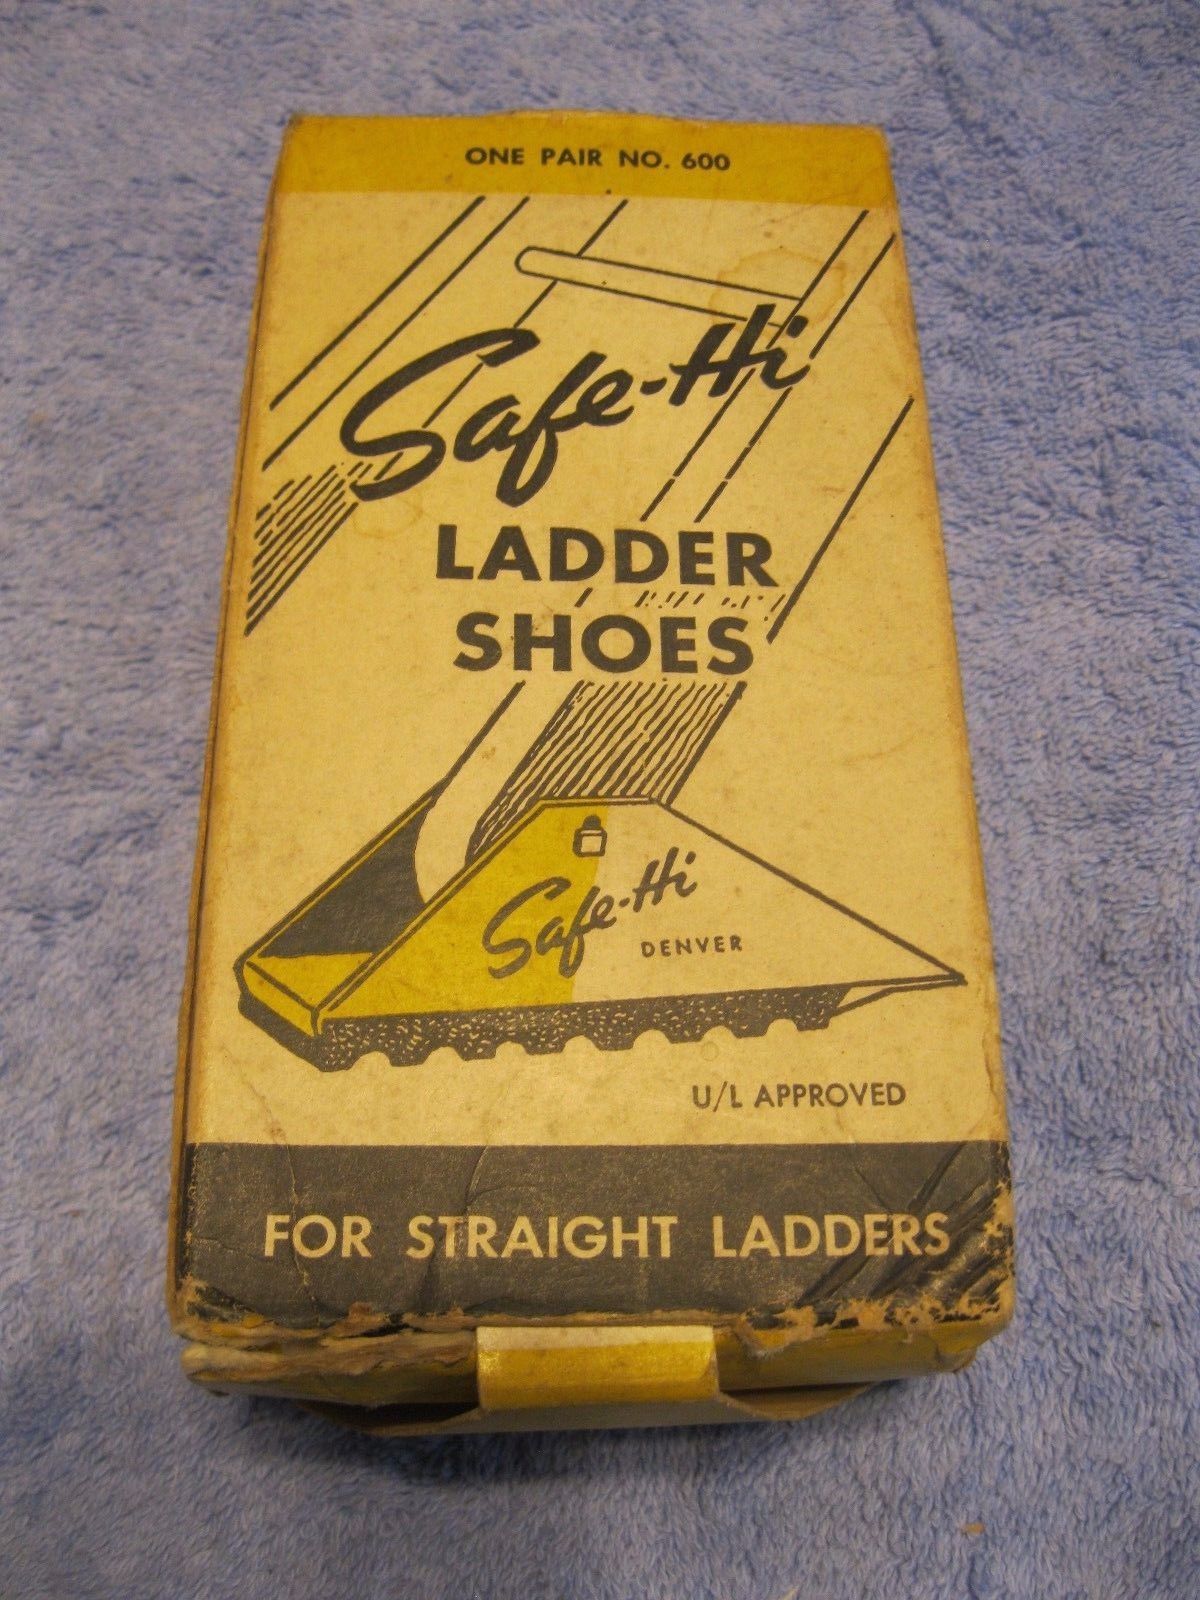 ONE PAIR NO. 600
Safe-Hi
LADDER
SHOES
Safe-Hi
DENVER
U/L APPROVED
FOR STRAIGHT LADDERS